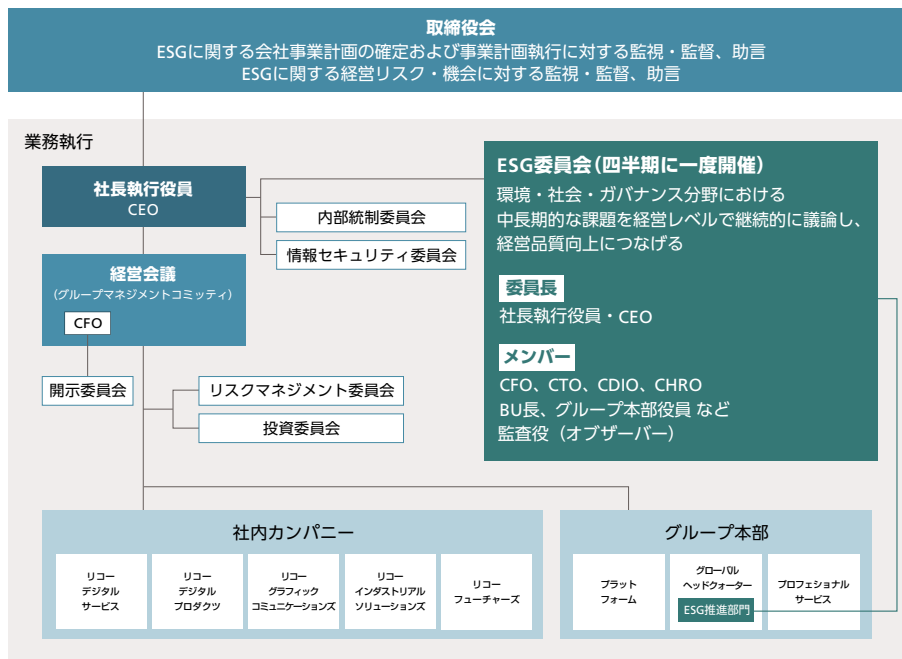 取締役会
ESGに関する会社事業計画の確定および事業計画執行に対する監視・監督、助言
ESGに関する経営リスク・機会に対する監視・監督、助言
業務執行
社長執行役員
CEO
内部統制委員会
情報セキュリティ委員会
経営会議
(グループマネジメントコミッティ)
CFO
開示委員会
リスクマネジメント委員会
投資委員会
ESG委員会(四半期に一度開催)
環境・社会・ガバナンス分野における
中長期的な課題を経営レベルで継続的に議論し、
経営品質向上につなげる
委員長
社長執行役員・CEO
メンバー
CFO、CTO、CDIO、CHRO
BU長、グループ本部役員 など
監査役（オブザーバー）
社内カンパニー
リコー
デジタル
サービス
リコー
デジタル
プロダクツ
リコー
グラフィック
コミュニケーションズ
リコー
インダストリアル
ソリューションズ
リコー
フューチャーズ
グループ本部
プラット
フォーム
グローバル
ヘッドクォーター
ESG推進部門
プロフェショナル
サービス